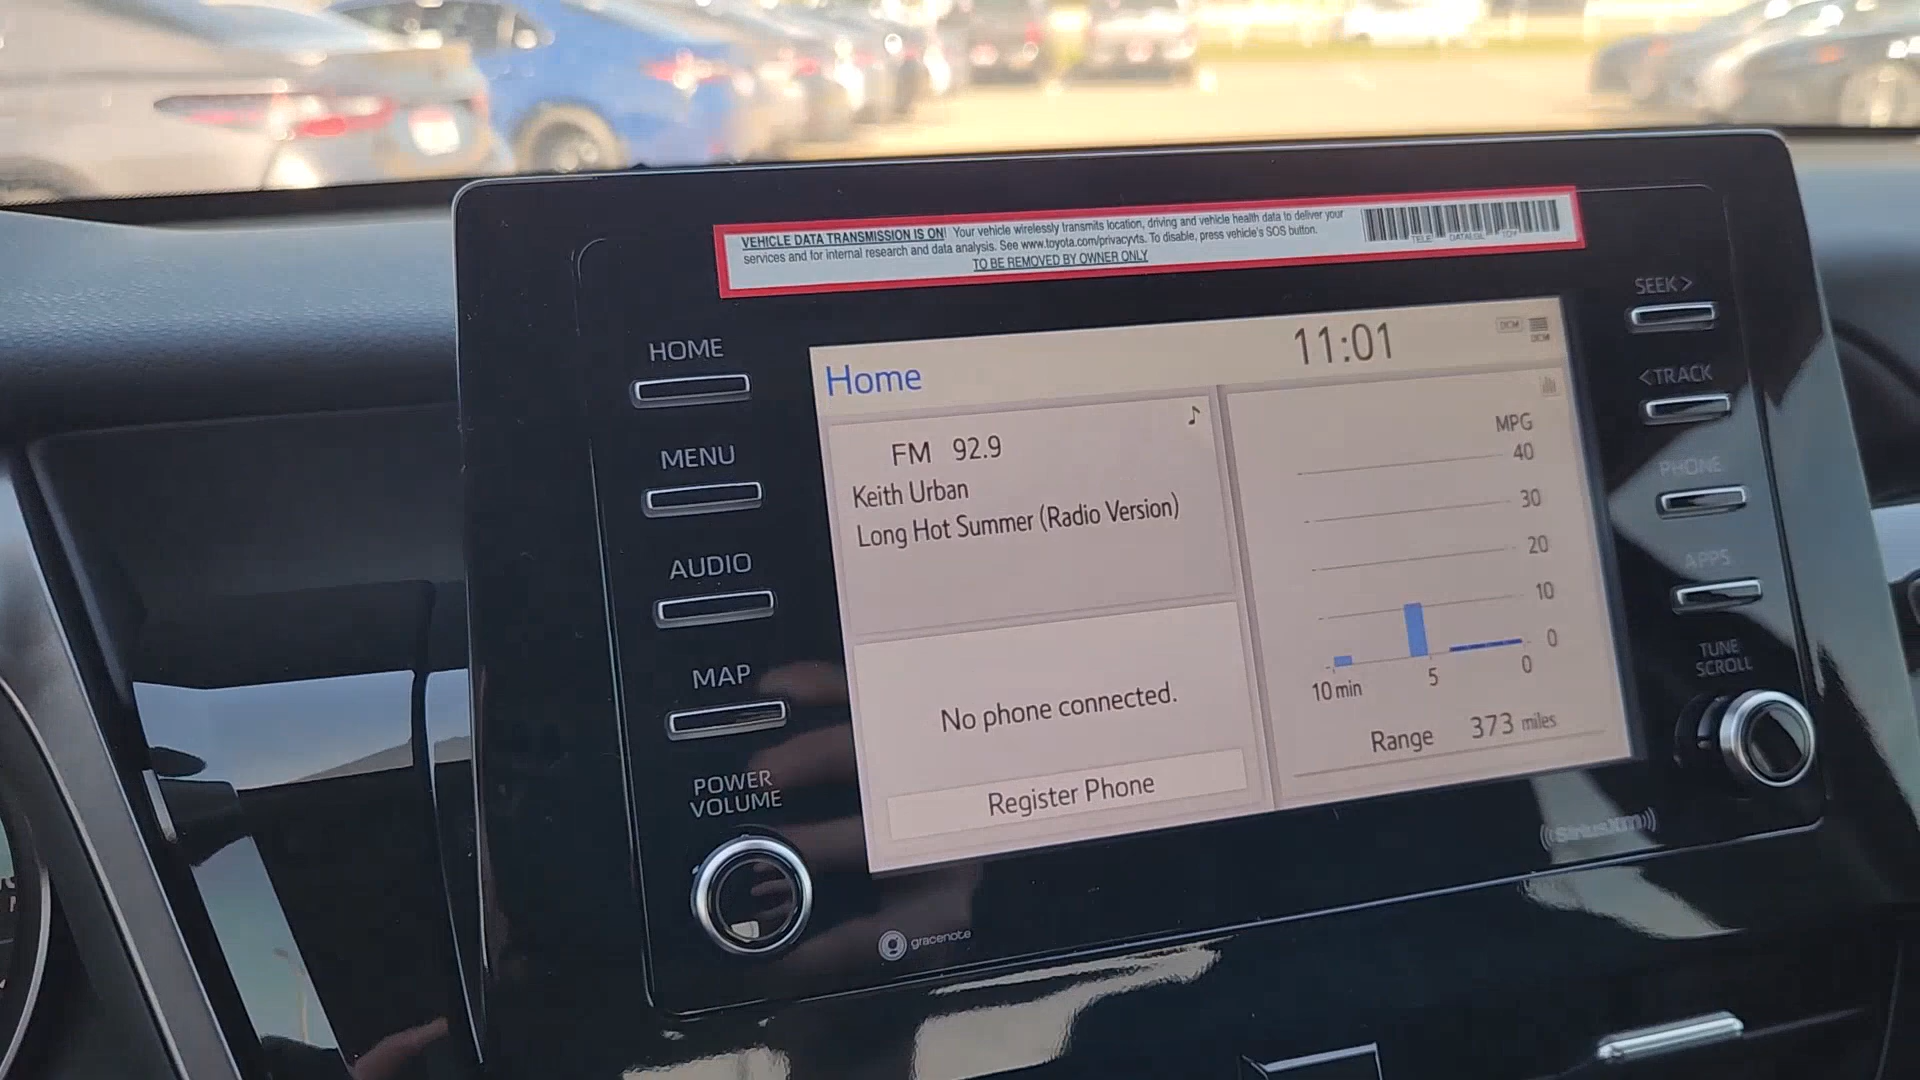 VEHICLE DATA TRANSMISSION IS ON! Your vehicle wirelessly transmits location, driving and vehicle health data to deliver your
services and for internal research and data analysis. See www.toyota.com/privacyvts. To disable, press vehicle's SOS button.
TO BE REMOVED BY OWNER ONLY
HOME
MENU
AUDIO
MAP
POWER
VOLUME
Home
11:01
DCM
DCM
FM 92.9
Keith Urban
Long Hot Summer (Radio Version)
No phone connected.
Register Phone
MPG
40
30
20
10
0
10 min
5
0
Range 373 miles
SEEK >
< TRACK
PHONE
APPS
TUNE
SCROLL
gracenote
((SiriusXM))